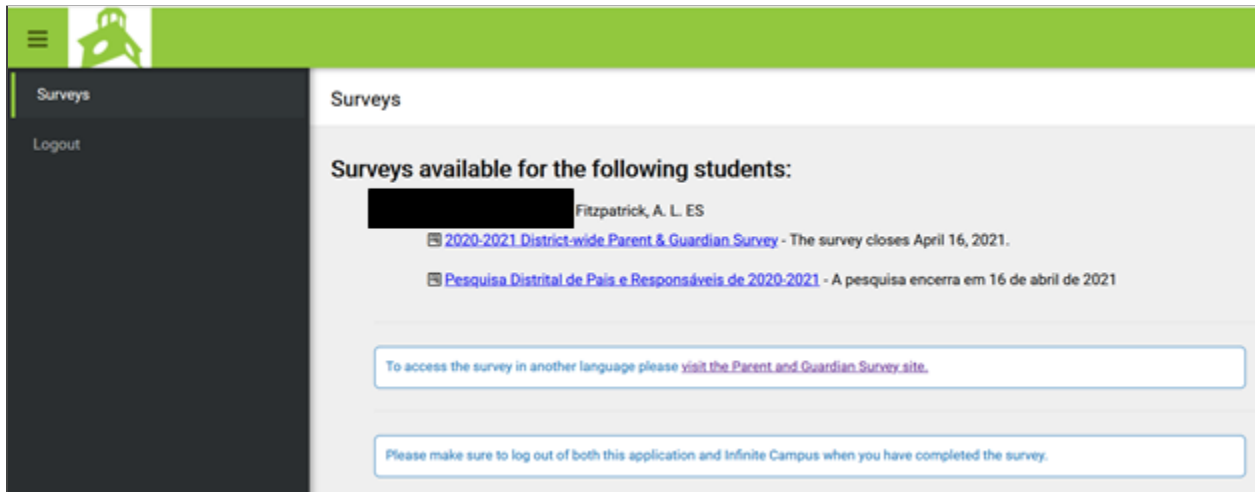 Surveys
Logout
Surveys
Surveys available for the following students:
Fitzpatrick, A. L. ES
2020-2021 District-wide Parent & Guardian Survey - The survey closes April 16, 2021.
Pesquisa Distrital de Pais e Responsáveis de 2020-2021 - A pesquisa encerra em 16 de abril de 2021
To access the survey in another language please visit the Parent and Guardian Survey site.
Please make sure to log out of both this application and Infinite Campus when you have completed the survey.